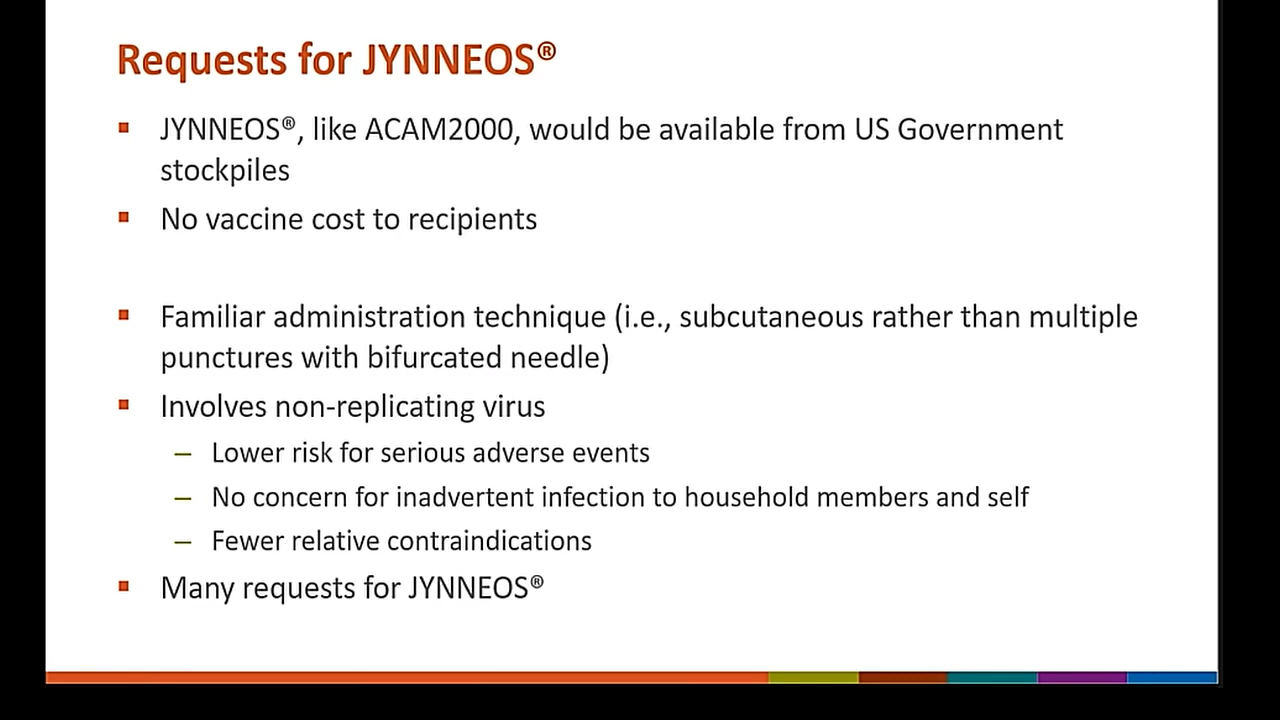 Requests for JYNNEOS®
▪ JYNNEOS®, like ACAM2000, would be available from US Government
stockpiles
▪ No vaccine cost to recipients
▪ Familiar administration technique (i.e., subcutaneous rather than multiple
punctures with bifurcated needle)
▪ Involves non-replicating virus
– Lower risk for serious adverse events
– No concern for inadvertent infection to household members and self
– Fewer relative contraindications
▪ Many requests for JYNNEOS®